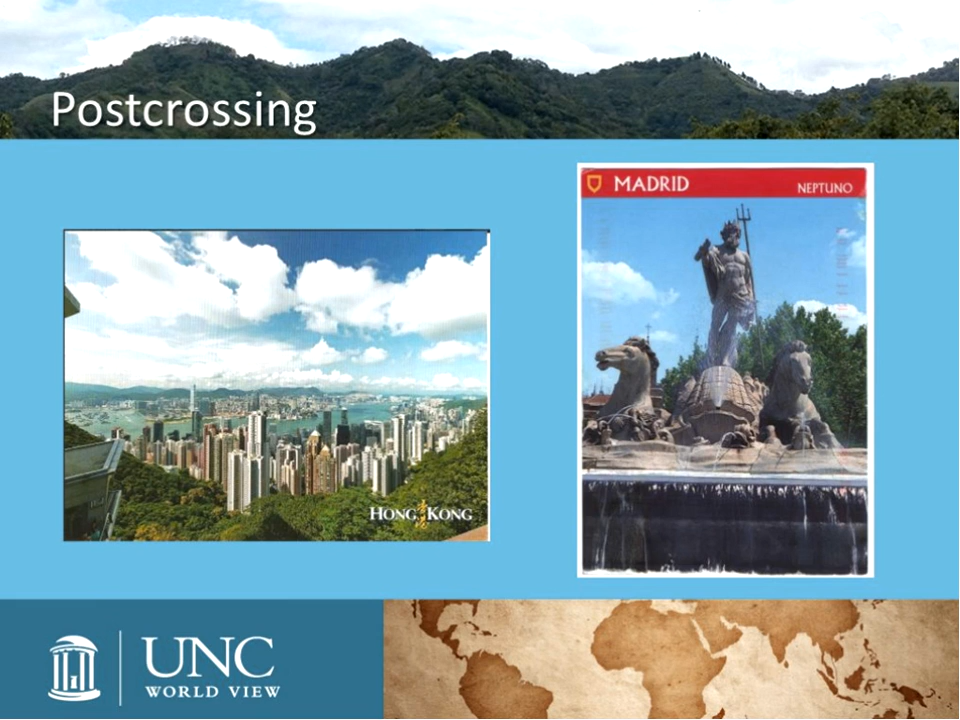 Postcrossing
MADRID
NEPTUNO
HONG KONG
UNC
WORLD VIEW